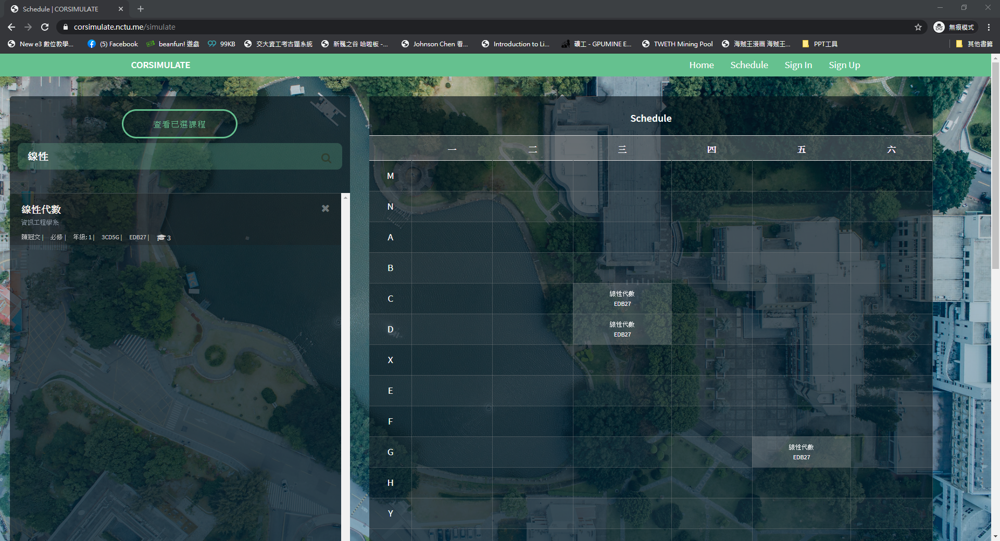 Schedule | CORSIMULATE
corsimulate.nctu.me/simulate
無痕模式
New e3 數位教學...
(5) Facebook
beanfun! 遊戲
99KB
交大資工考古題系統
新楓之谷 哈啦板 -...
Johnson Chen 看...
Introduction to Li...
礦工 - GPUMINE E...
TWETH Mining Pool
海贼王漫画 海贼王...
PPT工具
其他書籤
CORSIMULATE
Home
Schedule
Sign In
Sign Up
查看已選課程
線性
線性代數
資訊工程學系
陳冠文 | 必修 | 年級: 1 | 3CD5G | EDB27 | 3
Schedule
一 二 三 四 五 六
M
N
A
B
C
線性代數
EDB27
D
線性代數
EDB27
X
E
F
G
線性代數
EDB27
H
Y